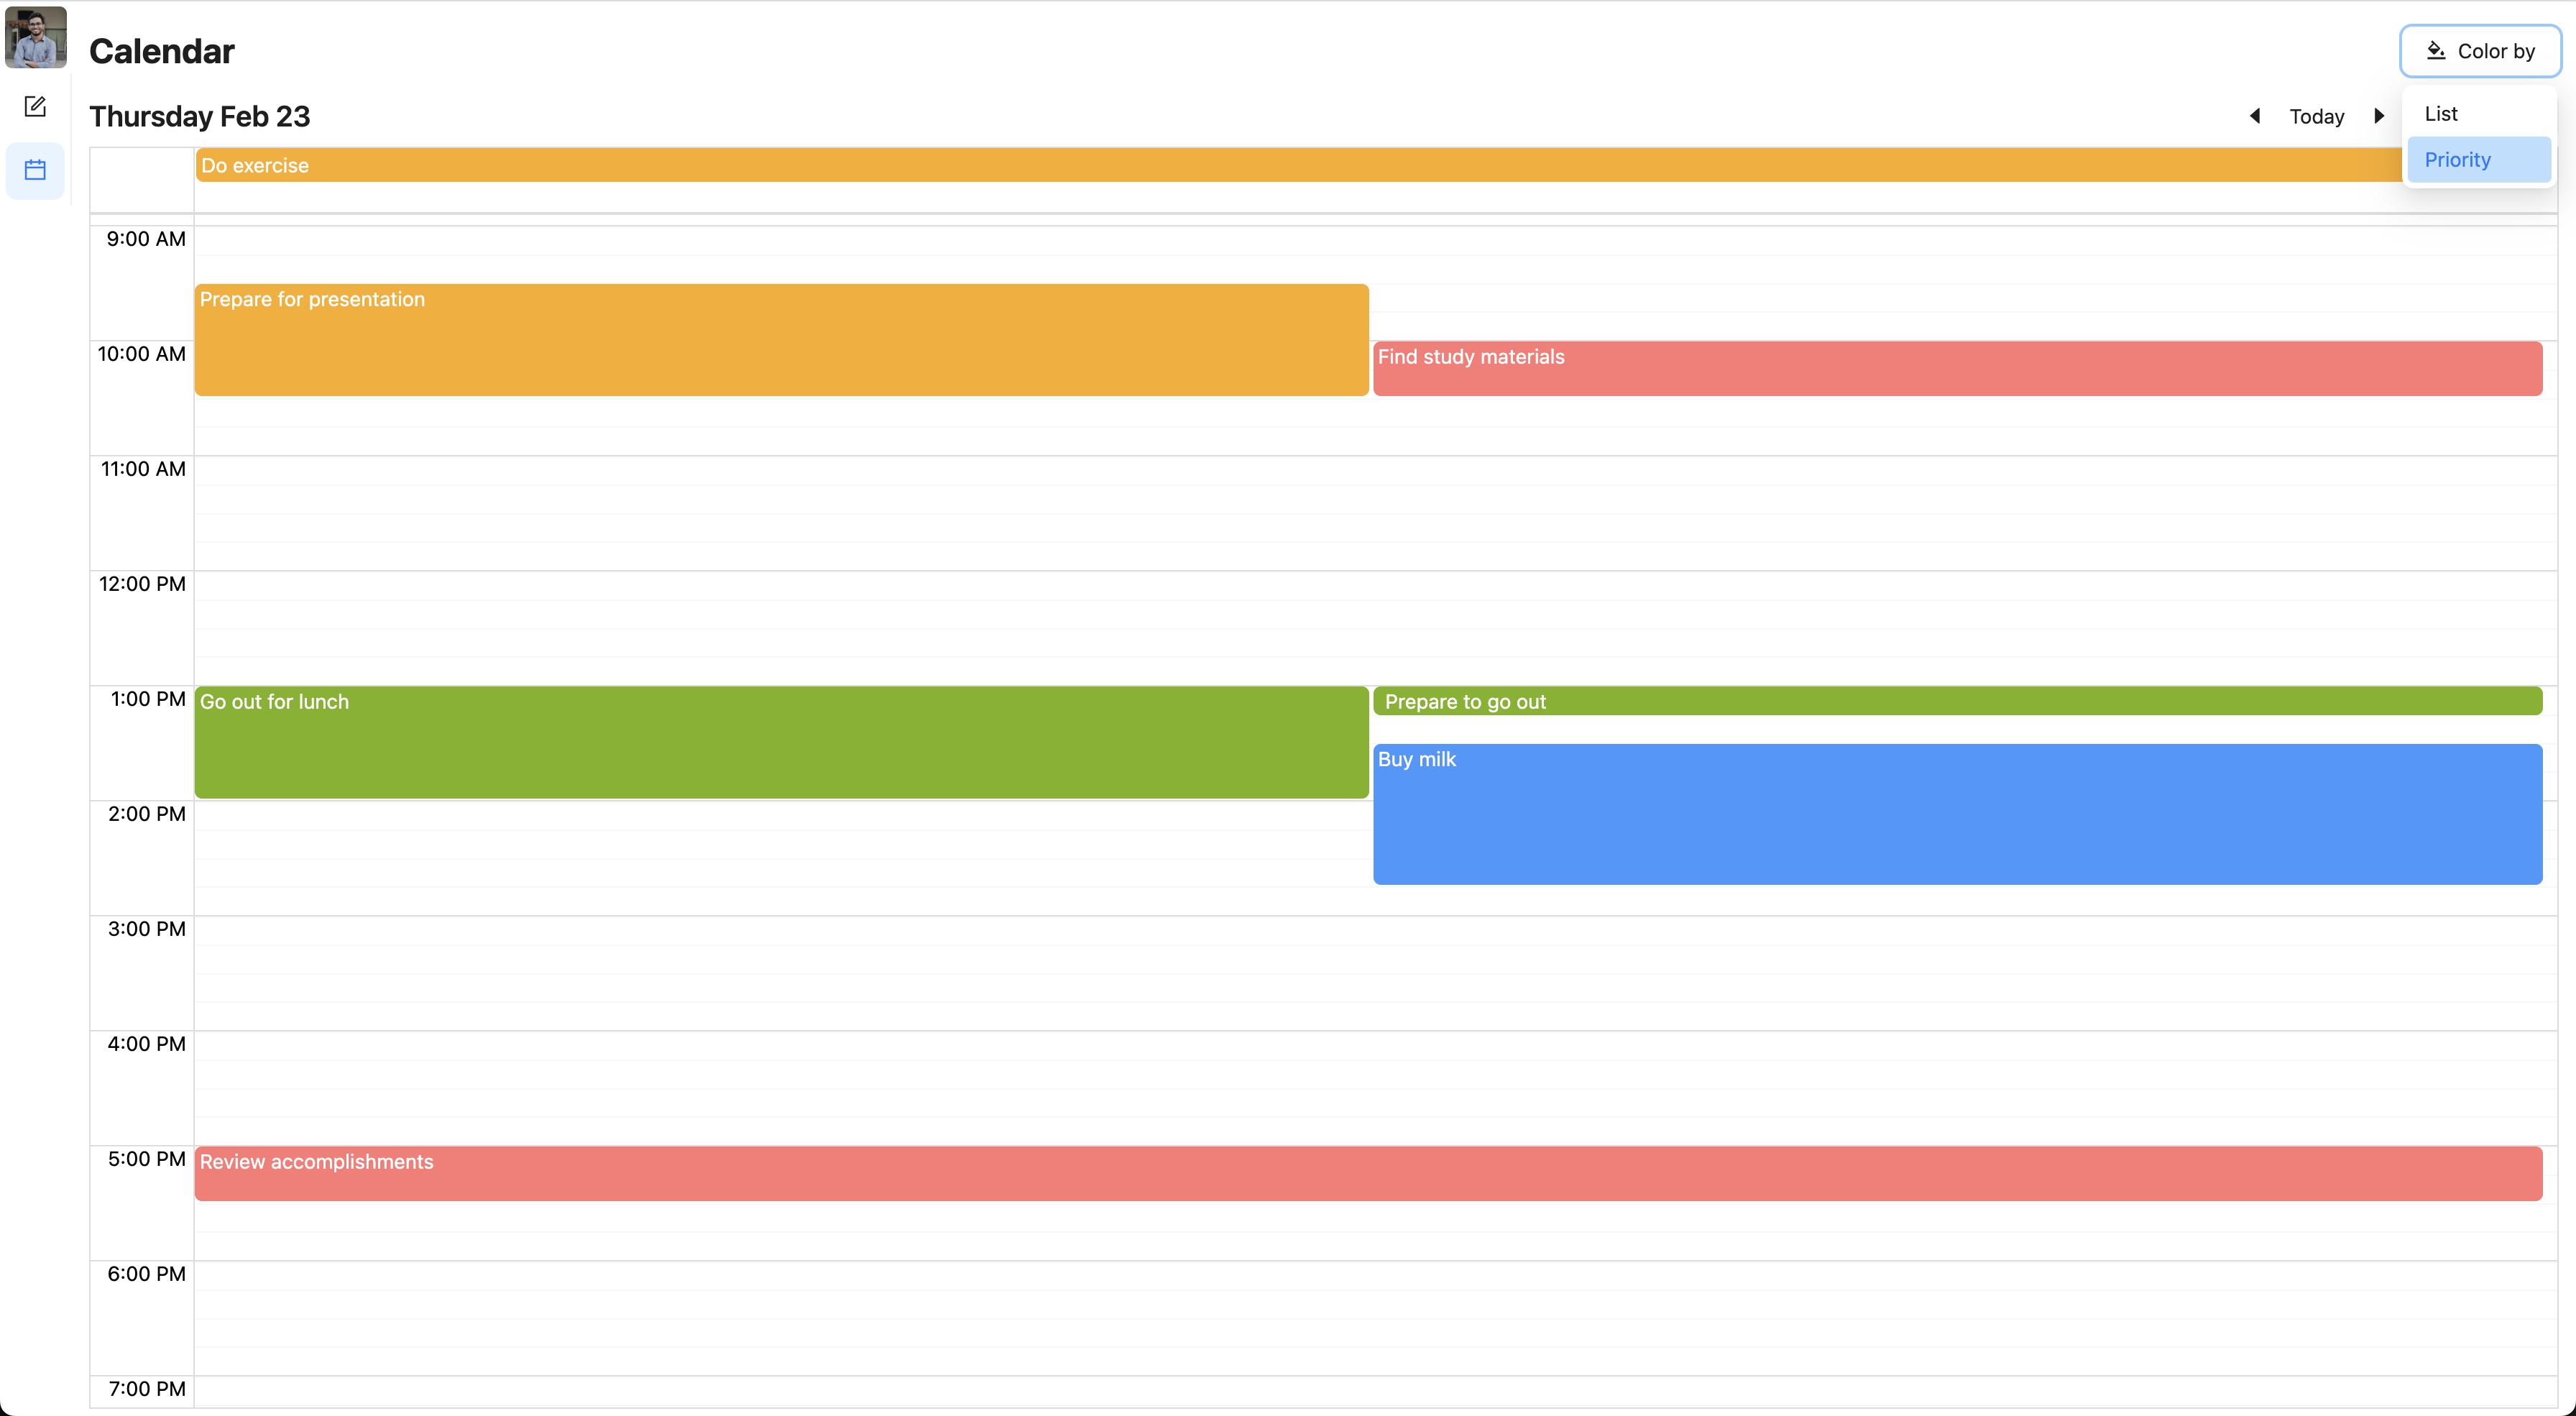 Calendar
Color by
Thursday Feb 23
Today
List
Priority
Do exercise
9:00 AM
Prepare for presentation
10:00 AM
Find study materials
11:00 AM
12:00 PM
1:00 PM
Go out for lunch
Prepare to go out
Buy milk
2:00 PM
3:00 PM
4:00 PM
5:00 PM
Review accomplishments
6:00 PM
7:00 PM